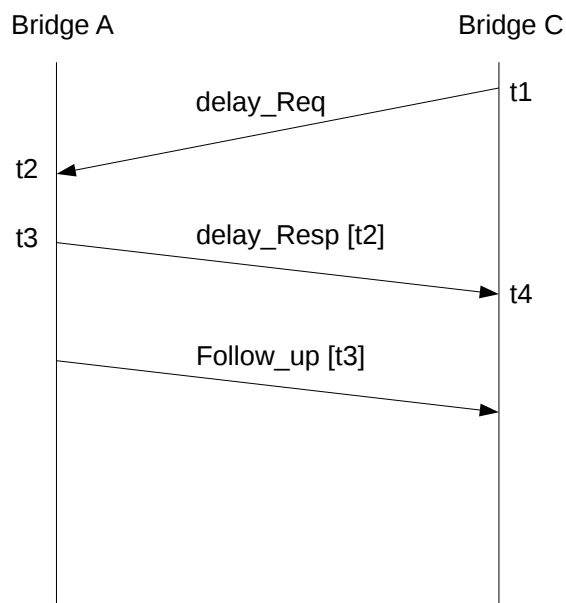 Bridge A
Bridge C
t1
delay_Req
t2
t3
delay_Resp [t2]
t4
Follow_up [t3]